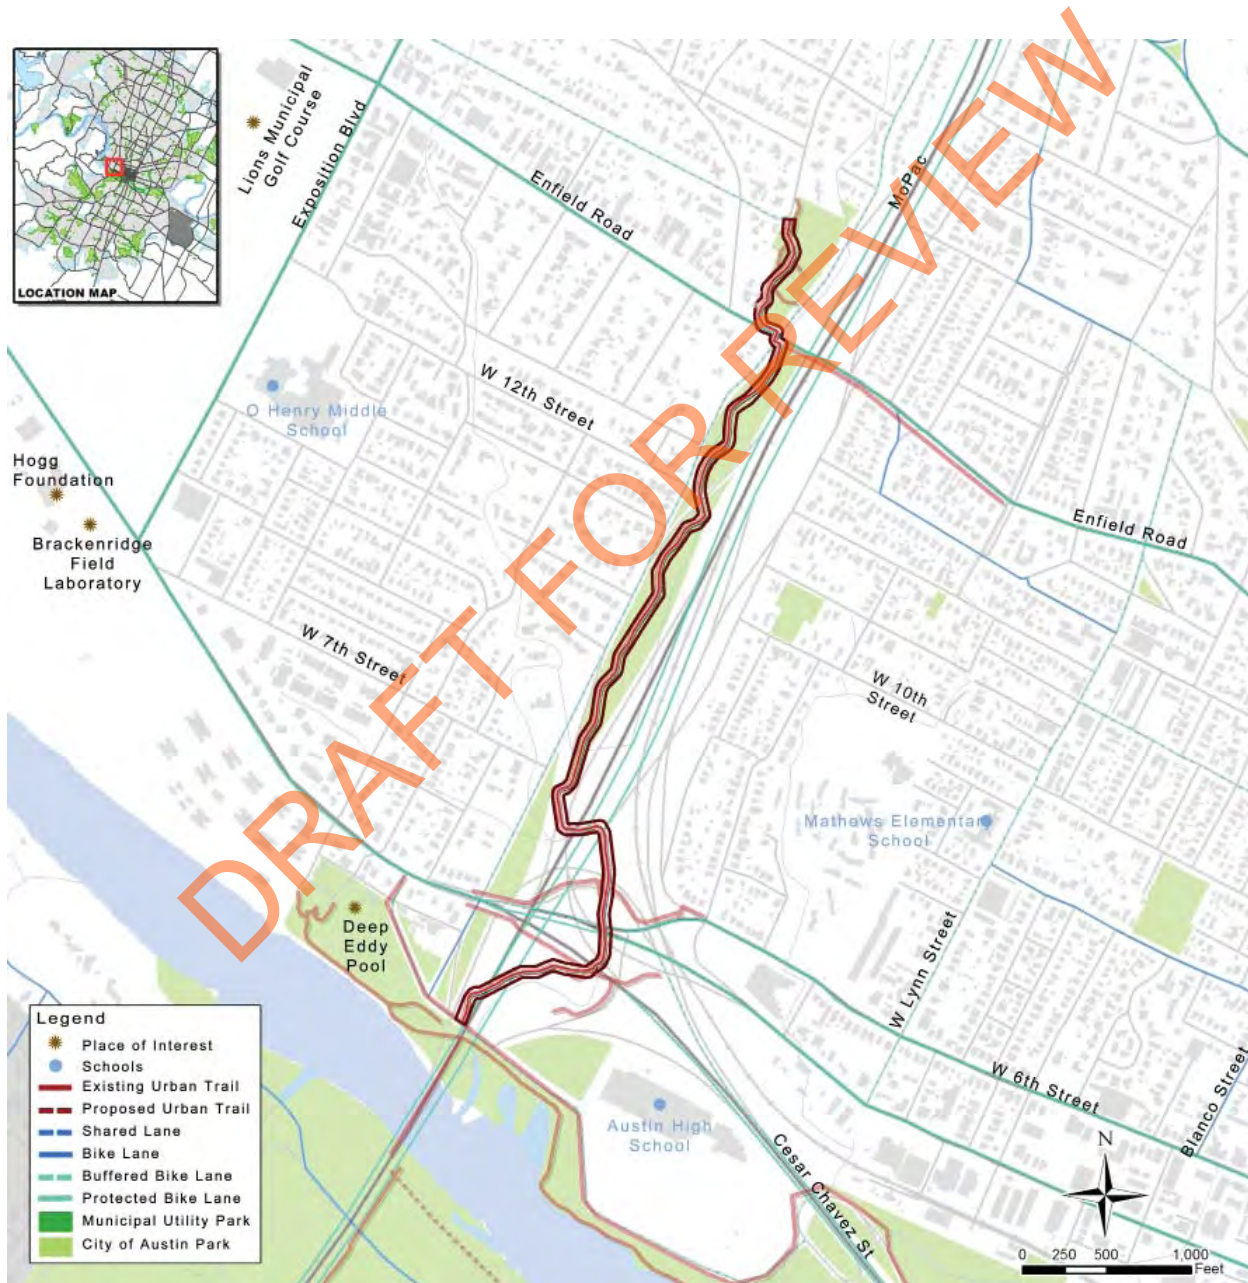 LOCATION MAP
Lions Municipal
Golf Course
Exposition Blvd
Enfield Road
MoPac
W 12th Street
O Henry Middle
School
Hogg
Foundation
Brackenridge
Field
Laboratory
Enfield Road
W 7th Street
W 10th
Street
Mathews Elementary
School
Deep
Eddy
Pool
W Lynn Street
W 6th Street
Blanco Street
Austin High
School
Cesar Chavez St
DRAFT FOR REVIEW
Legend
Place of Interest
Schools
Existing Urban Trail
Proposed Urban Trail
Shared Lane
Bike Lane
Buffered Bike Lane
Protected Bike Lane
Municipal Utility Park
City of Austin Park
N
0 250 500 1,000
Feet